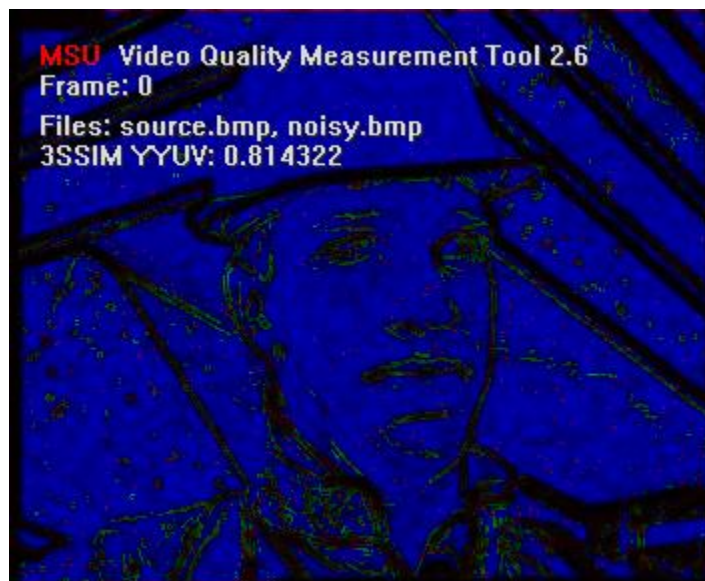 MSU Video Quality Measurement Tool 2.6
Frame: 0
Files: source.bmp, noisy.bmp
3SSIM YYUV: 0.814322